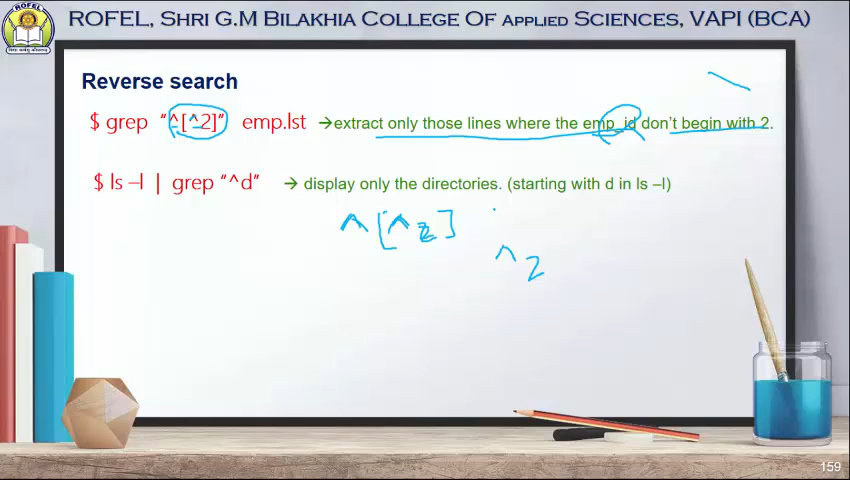 ROFEL
ROFEL, SHRI G.M BILAKHIA COLLEGE OF APPLIED SCIENCES, VAPI (BCA)
Reverse search
$ grep "^[^2]" emp.lst →extract only those lines where the emp_id don't begin with 2.
$ ls –l | grep "^d" → display only the directories. (starting with d in ls –l)
^[^2]
^2
159